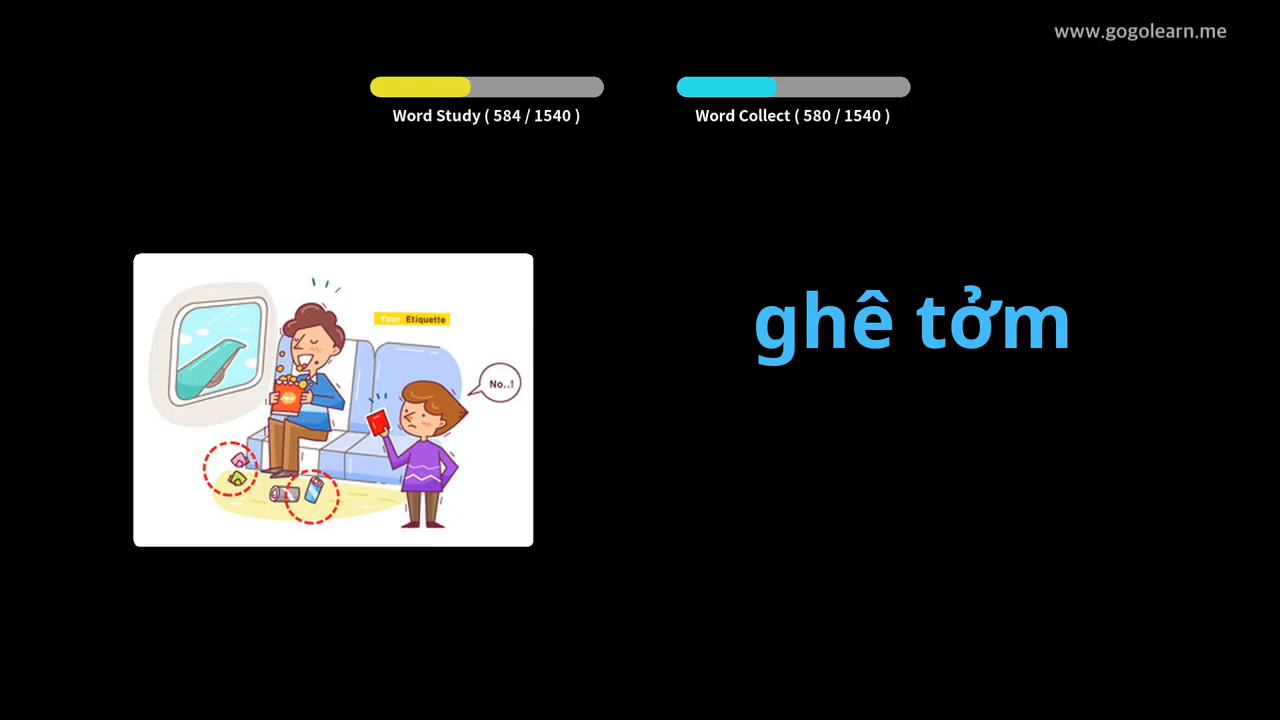 www.gogolearn.me
Word Study ( 584 / 1540 )
Word Collect ( 580 / 1540 )
Your Etiquette
No..!
ghê tởm